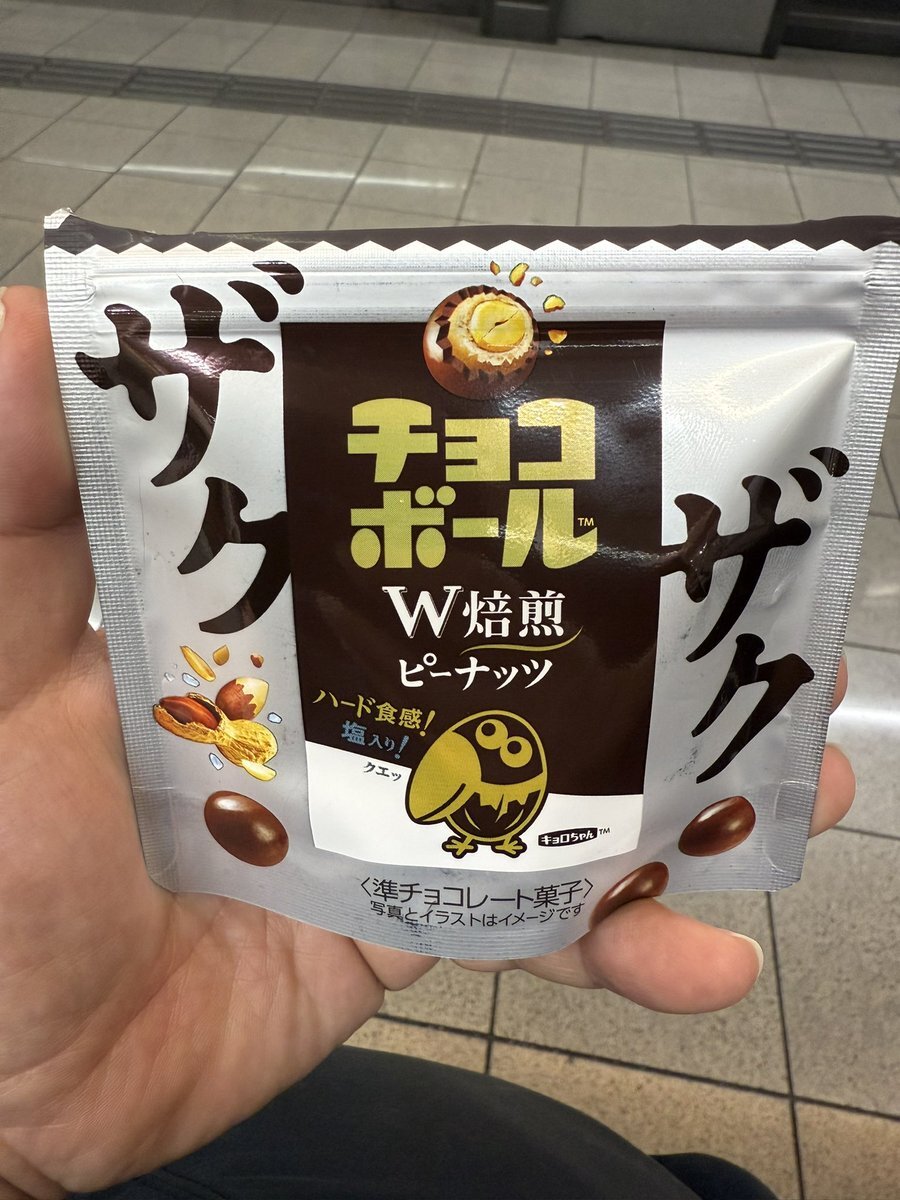 ザク
チョコ
ボール™
W焙煎
ピーナッツ
ハード食感!
塩入り!
クエッ
キョロちゃん™
ザク
〈準チョコレート菓子〉
写真とイラストはイメージです